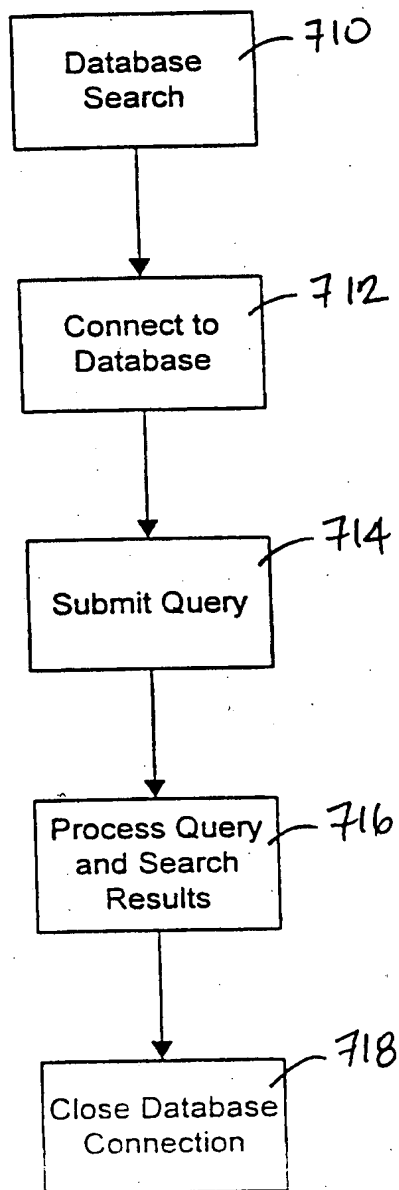 710
Database
Search
712
Connect to
Database
714
Submit Query
716
Process Query
and Search
Results
718
Close Database
Connection